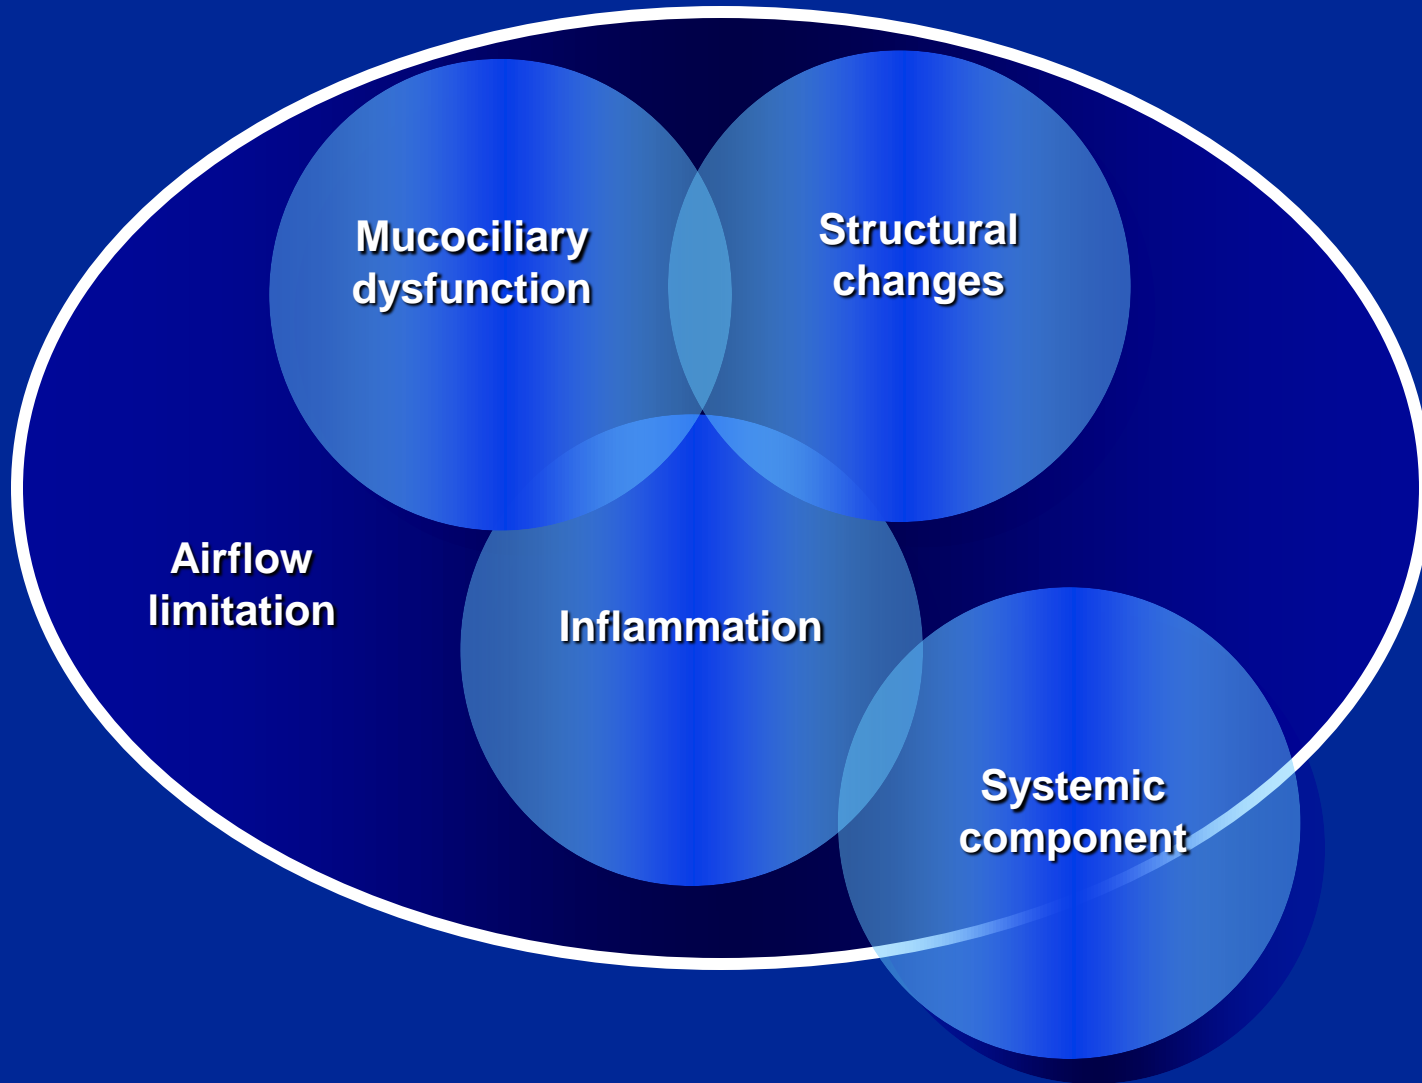 Mucociliary
dysfunction
Structural
changes
Airflow
limitation
Inflammation
Systemic
component